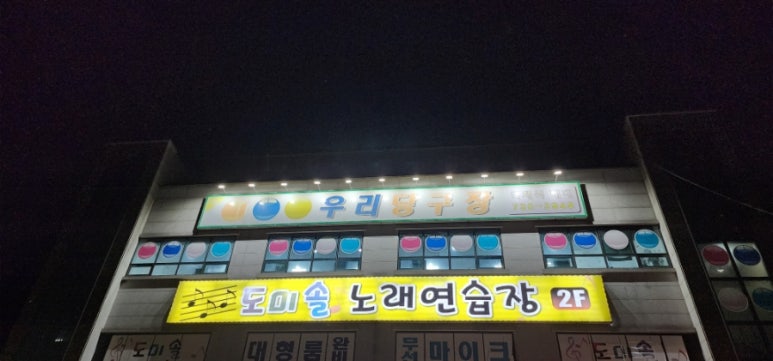 우리당구장
도미솔 노래연습장 2F
도미솔 대형룸 완비 무선 마이크 도미솔